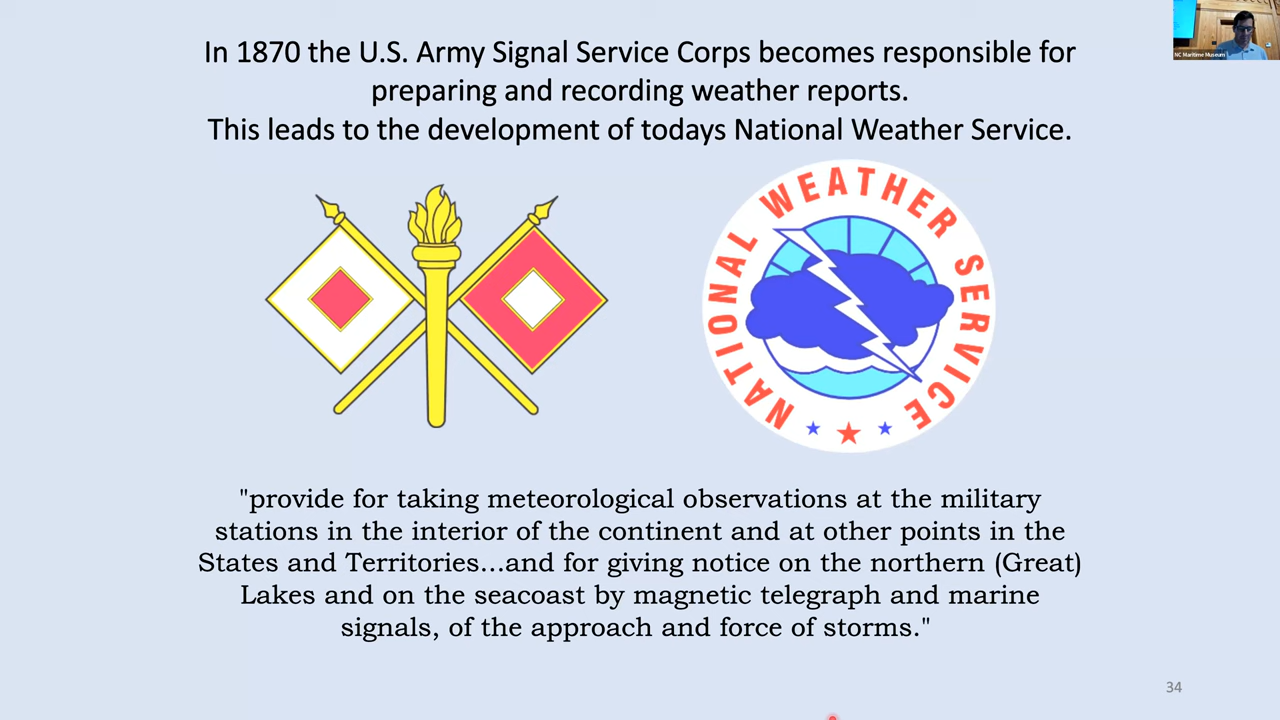 In 1870 the U.S. Army Signal Service Corps becomes responsible for
preparing and recording weather reports.
This leads to the development of todays National Weather Service.
NATIONAL WEATHER SERVICE
"provide for taking meteorological observations at the military
stations in the interior of the continent and at other points in the
States and Territories...and for giving notice on the northern (Great)
Lakes and on the seacoast by magnetic telegraph and marine
signals, of the approach and force of storms."
34
NC Maritime Museum